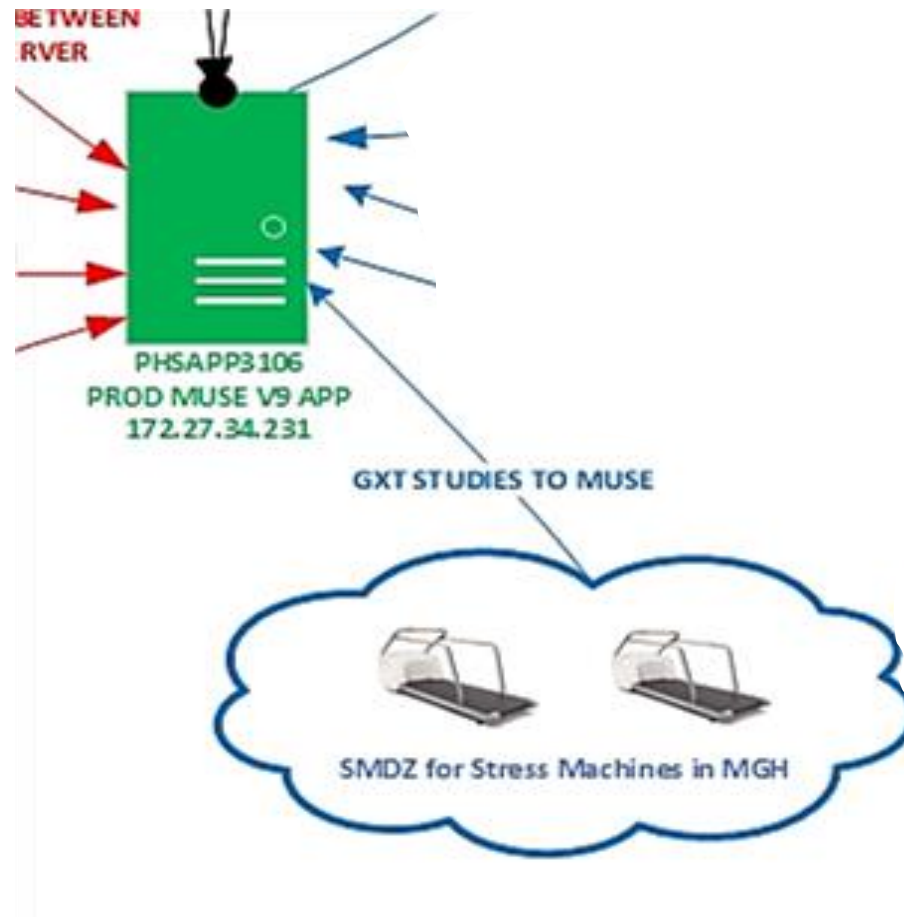 BETWEEN
RVER
PHSAPP3106
PROD MUSE V9 APP
172.27.34.231
GXT STUDIES TO MUSE
SMDZ for Stress Machines in MGH